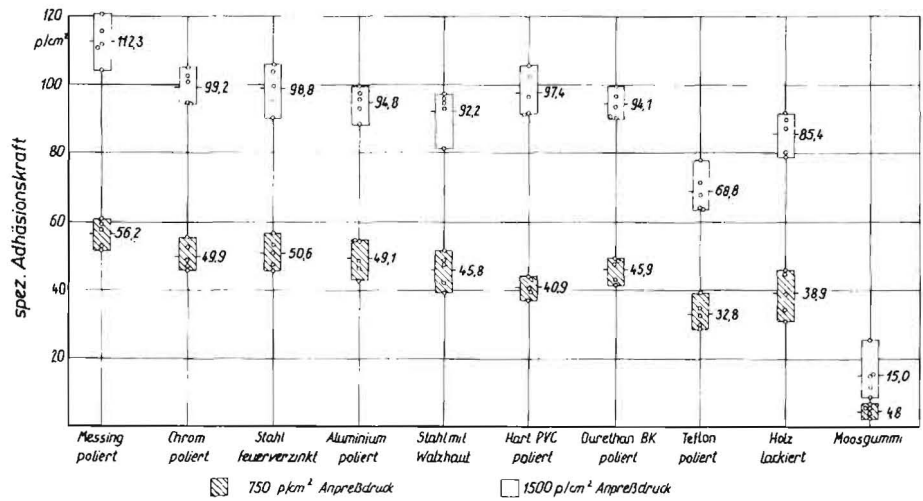 120
p/cm²
100
80
60
40
20
spez. Adhäsionskraft
112,3
99,2
98,8
94,8
92,2
97,4
94,1
68,8
85,4
15,0
56,2
49,9
50,6
49,1
45,8
40,9
45,9
32,8
38,9
4,8
Messing poliert
Chrom poliert
Stahl feuerverzinkt
Aluminium poliert
Stahl mit Walzhaut
Hart PVC poliert
Durethan BK poliert
Teflon poliert
Holz lackiert
Moosgummi
750 p/cm² Anpreßdruck
1500 p/cm² Anpreßdruck